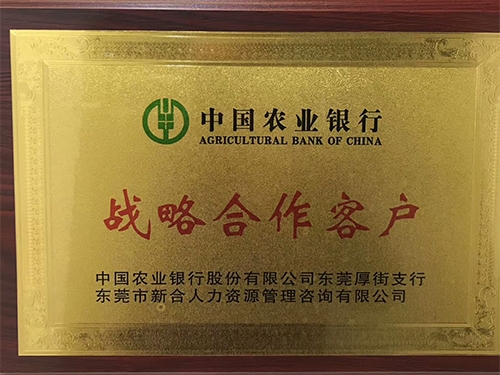 中国农业银行
AGRICULTURAL BANK OF CHINA
战略合作客户
中国农业银行股份有限公司东莞厚街支行
东莞市新合人力资源管理咨询有限公司